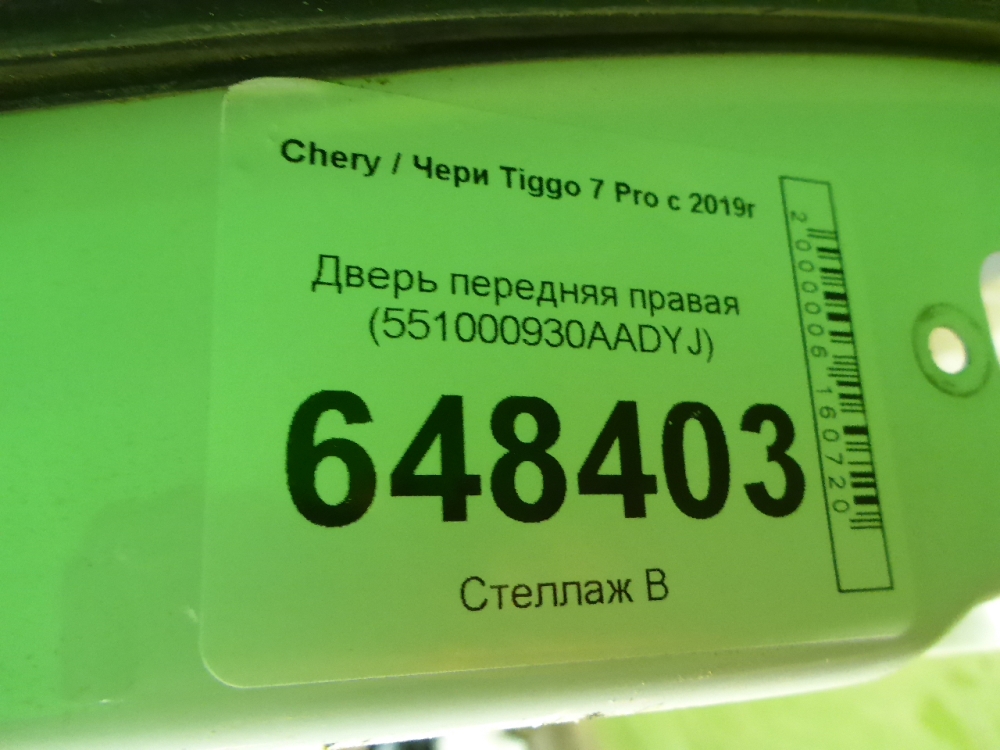 Chery / Чери Tiggo 7 Pro с 2019г
Дверь передняя правая
(551000930AADYJ)
648403
Стеллаж В
2000006160720